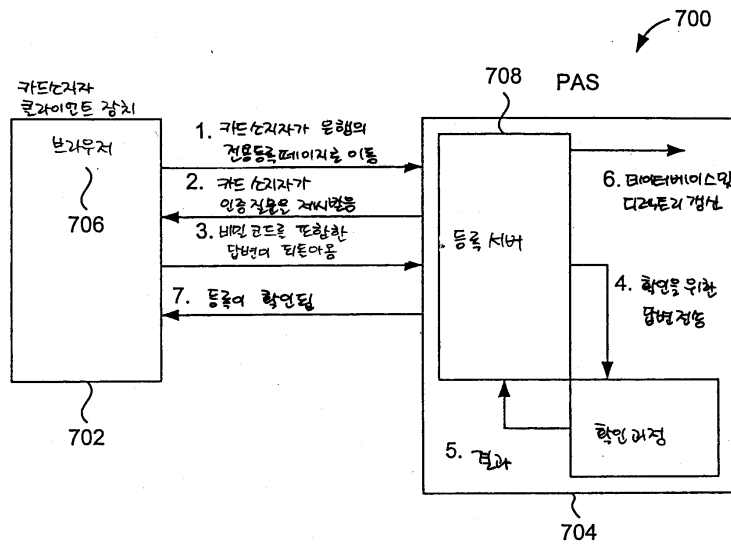 700
708
PAS
카드소지자
클라이언트 장치
브라우저
706
1. 카드소지자가 은행의
전용등록페이지로 이동
2. 카드 소지자가
인증질문을 제시받음
3. 비밀코드를 포함한
답변이 되돌아옴
7. 등록이 확인됨
등록 서버
6. 데이터베이스 및
디렉토리 갱신
4. 확인을 위한
답변 전송
5. 결과
확인과정
702
704